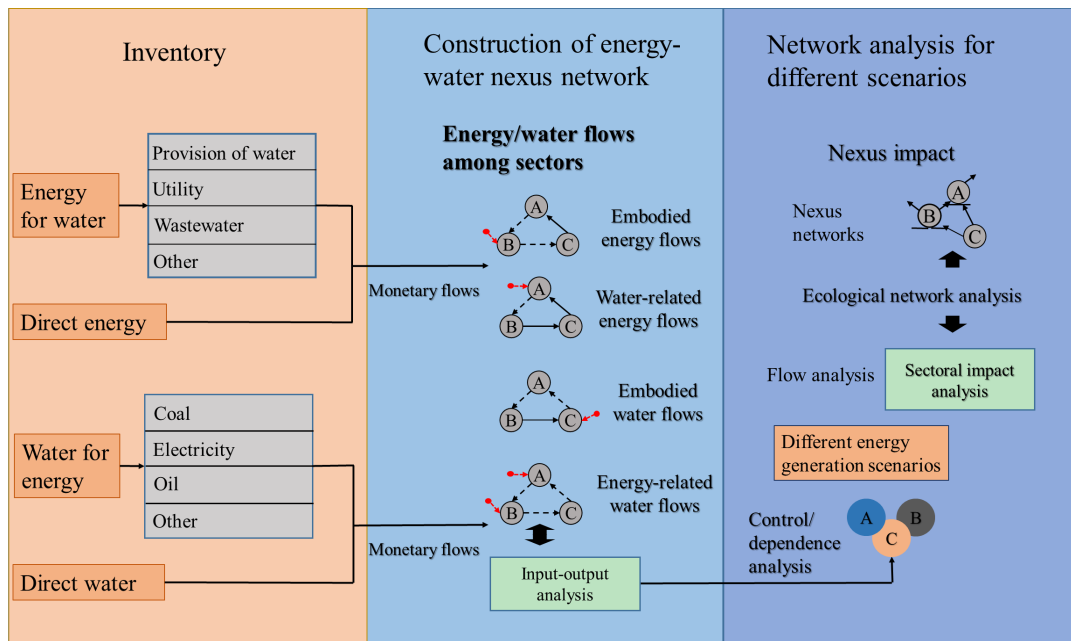 Inventory
Energy
for water
Provision of water
Utility
Wastewater
Other
Direct energy
Water for
energy
Coal
Electricity
Oil
Other
Direct water
Construction of energy-
water nexus network
Energy/water flows
among sectors
Monetary flows
A
B
C
Embodied
energy flows
A
B
C
Water-related
energy flows
A
B
C
Embodied
water flows
Monetary flows
A
B
C
Energy-related
water flows
Input-output
analysis
Network analysis for
different scenarios
Nexus impact
Nexus
networks
A
B
C
Ecological network analysis
Flow analysis
Sectoral impact
analysis
Different energy
generation scenarios
Control/
dependence
analysis
A
B
C